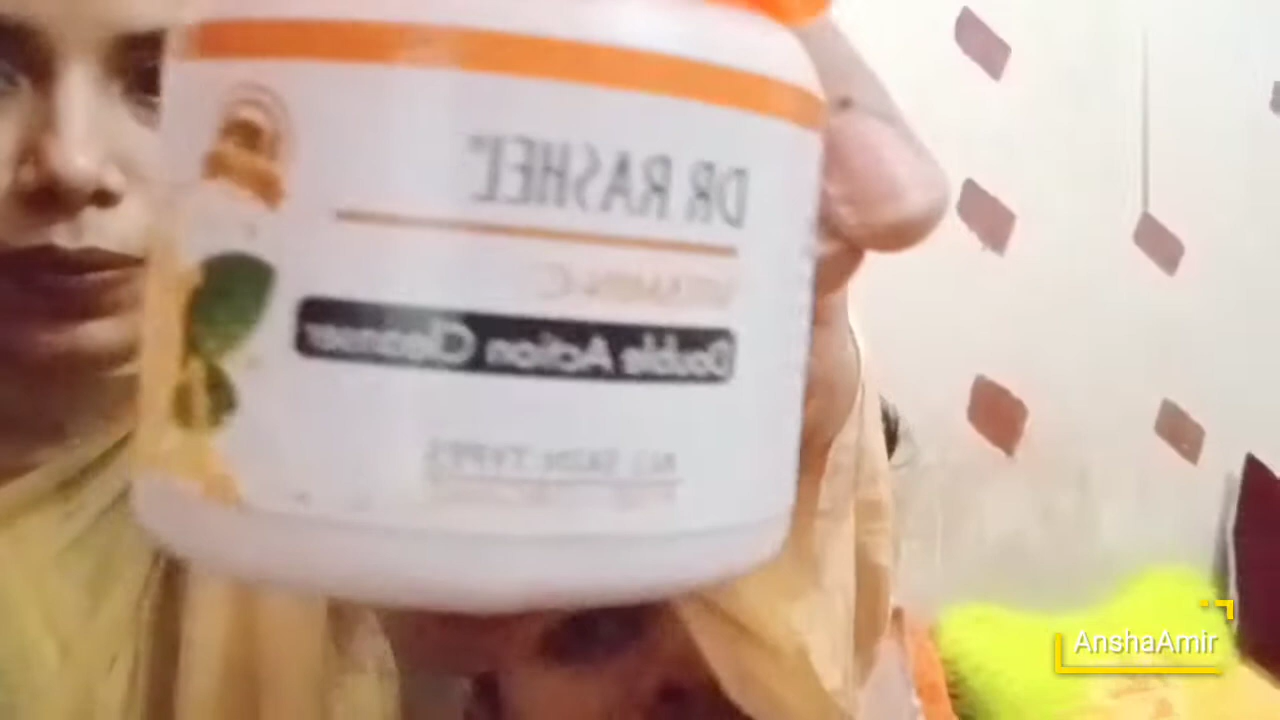 DR RASHEL
VITAMIN C
Double Action Cleanser
ALL SKIN TYPES
AnshaAmir